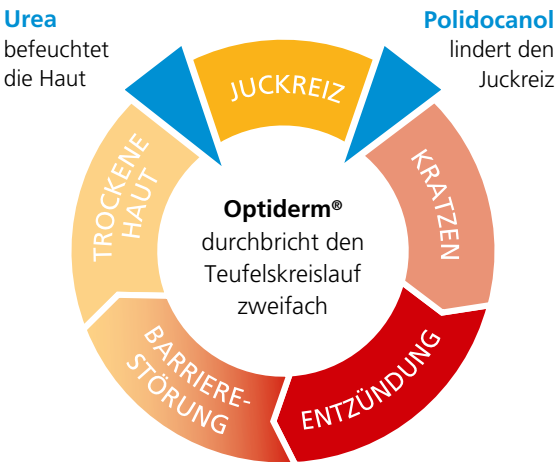 Urea
befeuchtet
die Haut
Polidocanol
lindert den
Juckreiz
JUCKREIZ
KRATZEN
ENTZÜNDUNG
BARRIERE-
STÖRUNG
TROCKENE
HAUT
Optiderm®
durchbricht den
Teufelskreislauf
zweifach